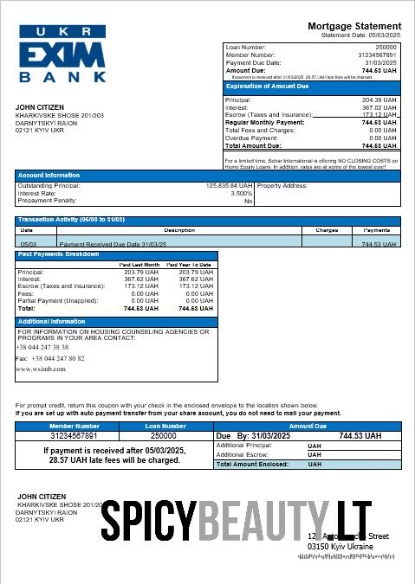 UKR
EXIM
BANK
Mortgage Statement
Statement Date: 05/03/2025
Loan Number: 250000
Member Number: 31234567891
Payment Due Date: 31/03/2025
Amount Due: 744.53 UAH
If payment is received after 31/03/2025, 28.57 UAH late fee will be charged.
JOHN CITIZEN
KHARKIVSKE SHOSE 201/203
DARNYTSKYI RAION
02121 KYIV UKR
Explanation of Amount Due
Principal: 204.39 UAH
Interest: 367.02 UAH
Escrow (Taxes and Insurance): 173.12 UAH
Regular Monthly Payment: 744.53 UAH
Total Fees and Charges: 0.00 UAH
Overdue Payment: 0.00 UAH
Total Amount Due: 744.53 UAH
For a limited time, Sohar International is offering NO CLOSING COSTS on
Home Equity Loans. In addition, rates are at some of the lowest ever!
Account Information
Outstanding Principal: 125,835.84 UAH
Interest Rate: 3.500%
Prepayment Penalty: No
Property Address:
Transaction Activity (06/03 to 31/03)
Date Description Charges Payments
05/03 Payment Received Due Date 31/03/25 744.53 UAH
Past Payments Breakdown
Paid Last Month Paid Year To Date
Principal: 203.79 UAH 203.79 UAH
Interest: 367.62 UAH 367.62 UAH
Escrow (Taxes and Insurance): 173.12 UAH 173.12 UAH
Fees: 0.00 UAH 0.00 UAH
Partial Payment (Unapplied): 0.00 UAH 0.00 UAH
Total: 744.53 UAH 744.53 UAH
Additional Information
FOR INFORMATION ON HOUSING COUNSELING AGENCIES OR
PROGRAMS IN YOUR AREA CONTACT:
+38 044 247 38 38
Fax: +38 044 247 80 82
For prompt credit, return this coupon with your check in the enclosed envelope to the location shown below.
If you are set up with auto payment transfer from your share account, you do not need to mail your payment.
Member Number Loan Number Amount Due
31234567891 250000 Due By: 31/03/2025 744.53 UAH
If payment is received after 05/03/2025,
28.57 UAH late fees will be charged.
Additional Principal: UAH
Additional Escrow: UAH
Total Amount Enclosed: UAH
JOHN CITIZEN
KHARKIVSKE SHOSE 201/203
DARNYTSKYI RAION
02121 KYIV UKR
SPICYBEAUTY.LT
Street
03150 Kyiv Ukraine